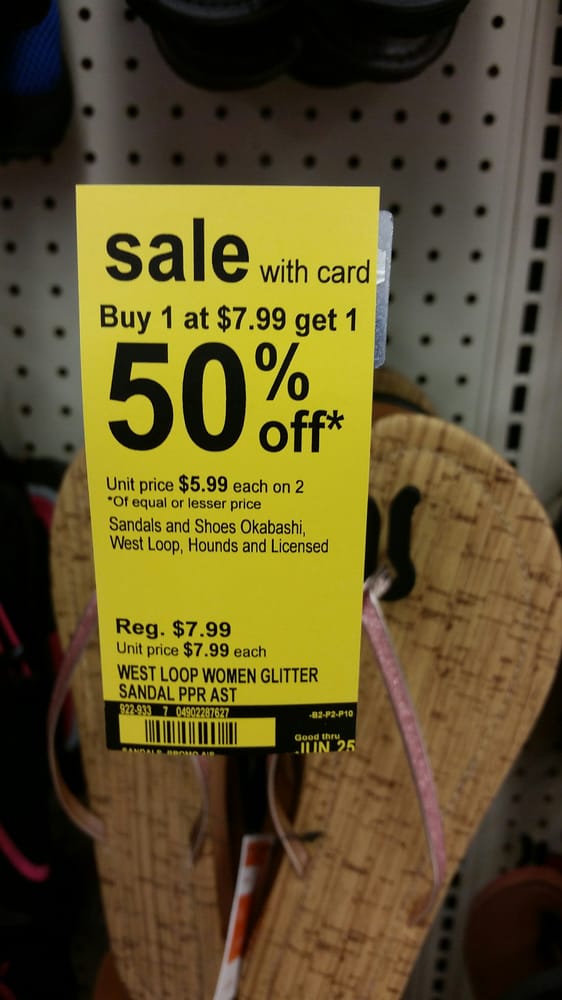 sale with card
Buy 1 at $7.99 get 1
50% off*
Unit price $5.99 each on 2
*Of equal or lesser price
Sandals and Shoes Okabashi,
West Loop, Hounds and Licensed
Reg. $7.99
Unit price $7.99 each
WEST LOOP WOMEN GLITTER
SANDAL PPR AST
922-933 7 04902287627 -B2-P2-P10
Good thru
JUN 25